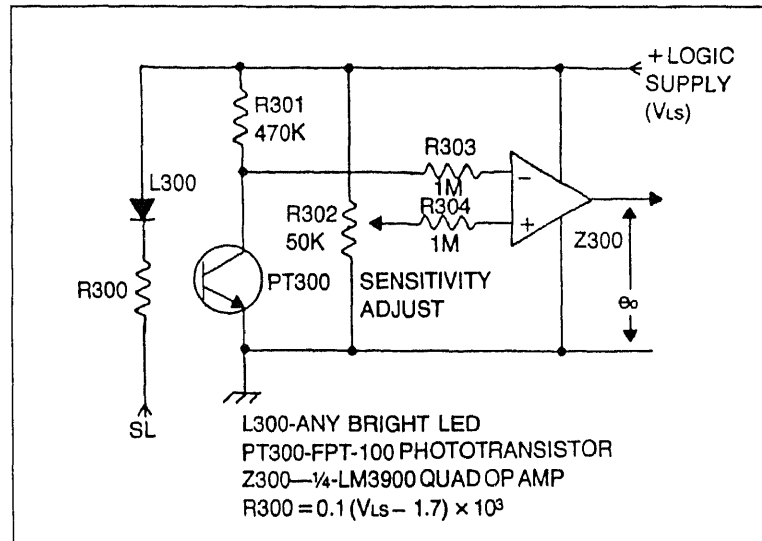 + LOGIC
SUPPLY
(VLS)
R301
470K
R303
1M
L300
R304
1M
R302
50K
−
+
Z300
R300
PT300
SENSITIVITY
ADJUST
eo
SL
L300-ANY BRIGHT LED
PT300-FPT-100 PHOTOTRANSISTOR
Z300—¼-LM3900 QUAD OP AMP
R300 = 0.1 (VLS − 1.7) × 10³